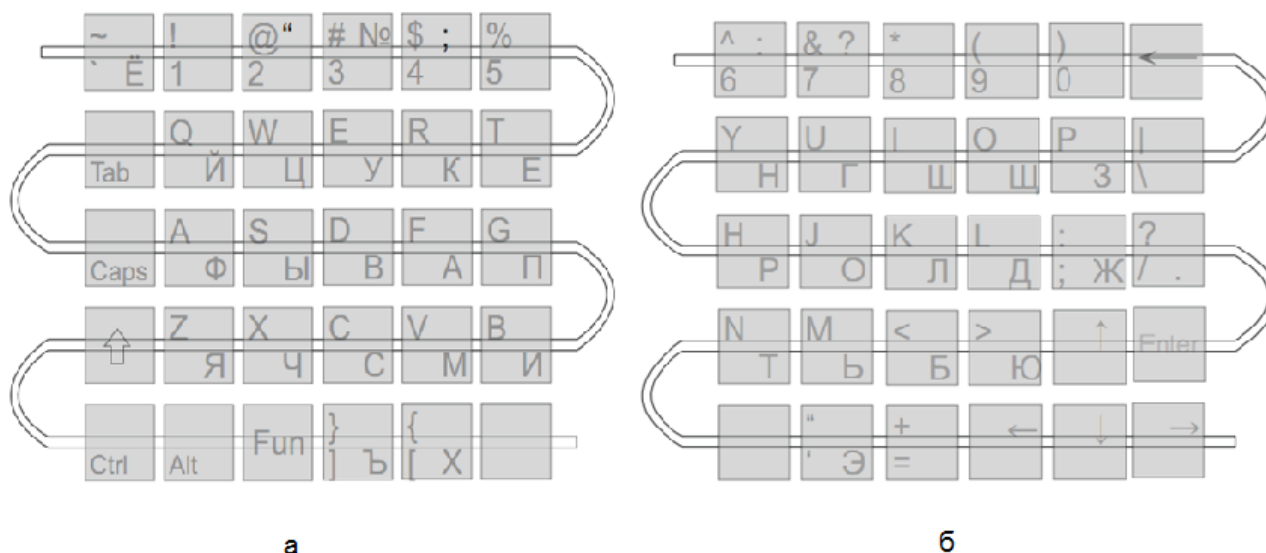 ~ ! @ “ # № $ ; %
` Ё 1 2 3 4 5
Q W E R T
Tab Й Ц У К Е
A S D F G
Caps Ф Ы В А П
Z X C V B
Я Ч С М И
Fun } {
Ctrl Alt ] Ъ [ Х
а
^ : & ? * ( )
6 7 8 9 0
Y U I O P |
Н Г Ш Щ З \
H J K L : ?
Р О Л Д ; Ж / .
N M < > Enter
Т Ь Б Ю
“ +
' Э =
б